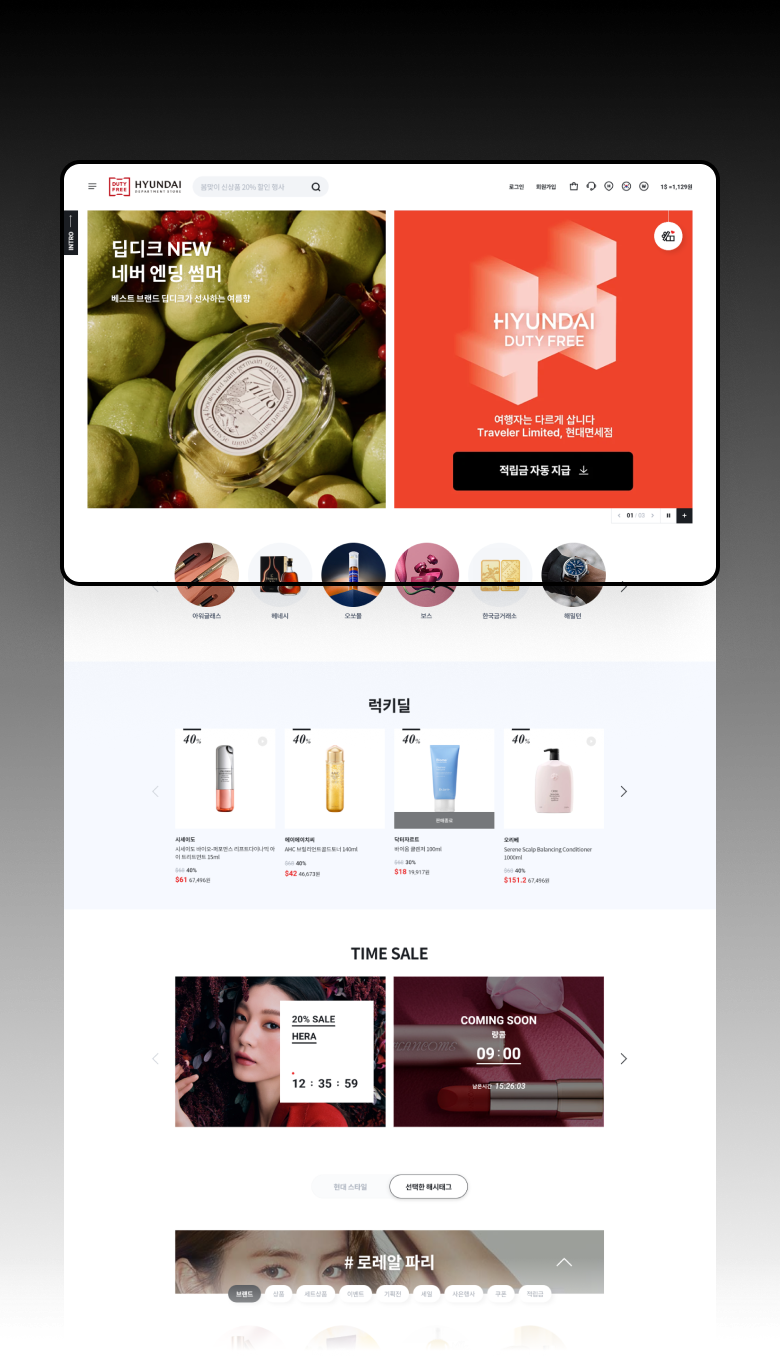 DUTY FREE
HYUNDAI
DEPARTMENT STORE
봄맞이 신상품 20% 할인 행사
로그인
회원가입
1$ =1,129원
INTRO
딥디크 NEW
네버 엔딩 썸머
베스트 브랜드 딥디크가 선사하는 여름향
HYUNDAI
DUTY FREE
여행자는 다르게 삽니다
Traveler Limited, 현대면세점
적립금 자동 지급
01 / 03
아워글래스
헤네시
오쏘몰
보스
한국금거래소
해밀턴
럭키딜
40%
40%
40%
40%
판매종료
시세이도
시세이도 바이오-퍼포먼스 리프트다이나믹 아이 트리트먼트 15ml
40%
$61 67,496원
에이에이치씨
AHC 브릴리언트골드토너 140ml
40%
$42 46,673원
닥터자르트
바이옴 클렌저 100ml
30%
$18 19,917원
오리베
Serene Scalp Balancing Conditioner
1000ml
40%
$151.2 67,496원
TIME SALE
20% SALE
HERA
12 : 35 : 59
COMING SOON
랑콤
09 : 00
남은시간 15:26:03
현대 스타일
선택한 해시태그
# 로레알 파리
브랜드
상품
세트상품
이벤트
기획전
세일
사은행사
쿠폰
적립금